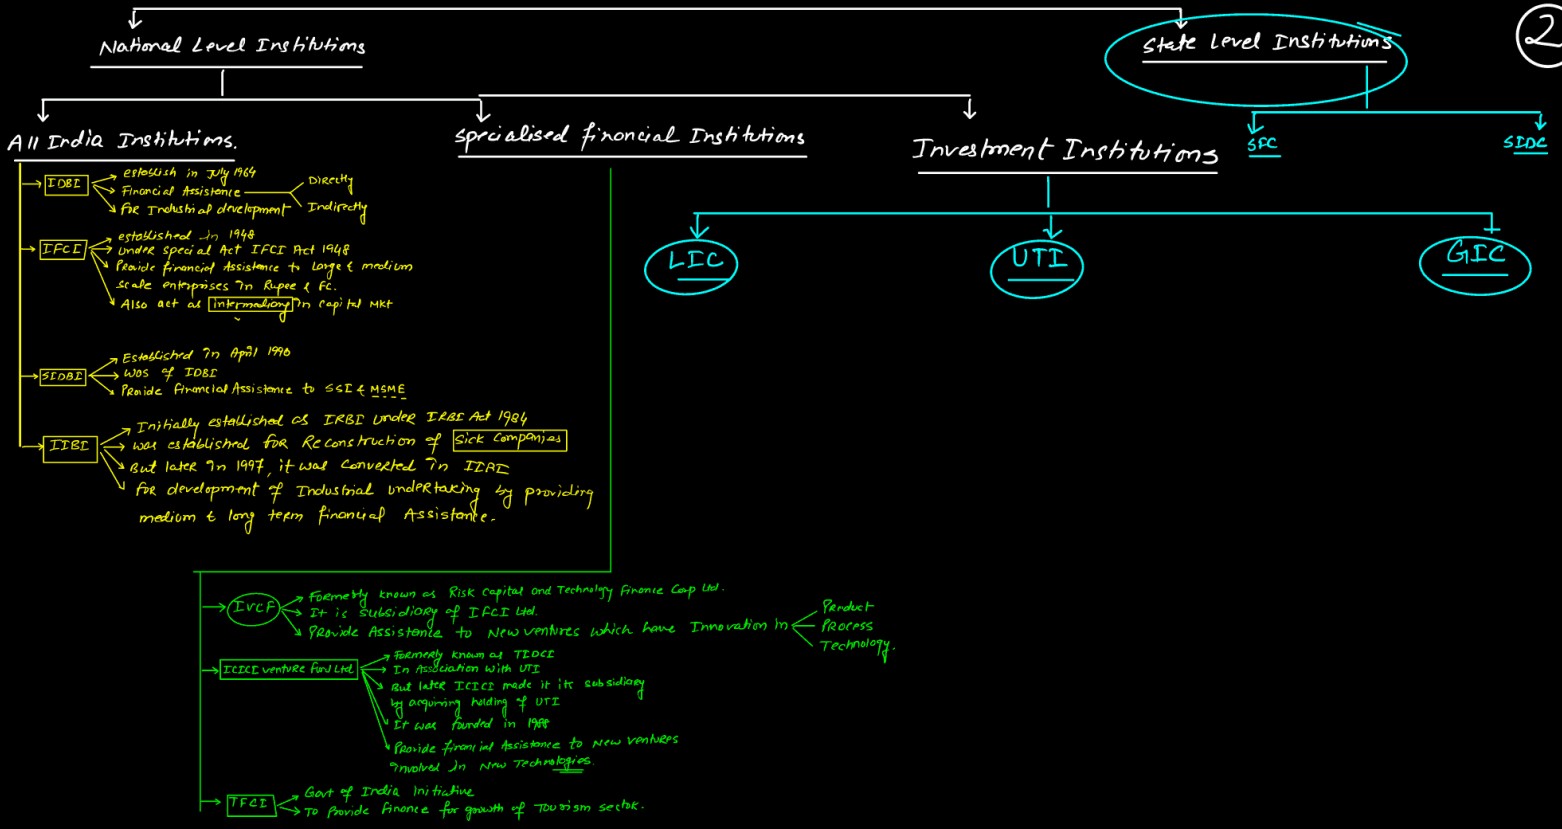 National Level Institutions
State Level Institutions
2
All India Institutions.
Specialised financial Institutions
Investment Institutions
SFC
SIDC
IDBI
establish in July 1964
Financial Assistance
Directly
Indirectly
For Industrial development
IFCI
established in 1948
under special Act IFCI Act 1948
Provide financial Assistance to Large & medium
scale enterprises in Rupee & FC.
Also act as intermediary in capital MKt
SIDBI
Established in April 1990
WOS of IDBI
Provide Financial Assistance to SSI & MSME
IIBI
Initially established as IRBI under IRBI Act 1984
was established for Reconstruction of Sick Companies
But later in 1997, it was converted in IIBI
for development of Industrial undertaking by providing
medium & long term financial Assistance.
LIC
UTI
GIC
IVCF
Formerly known as Risk capital and Technology Finance Corp Ltd.
It is subsidiary of IFCI Ltd.
Provide Assistance to New ventures which have Innovation in
Product
Process
Technology.
ICICI venture fund Ltd
Formerly known as TIDCI
In Association with UTI
But later ICICI made it its subsidiary
by acquiring holding of UTI
It was founded in 1988
Provide financial Assistance to New ventures
involved in New Technologies.
TFCI
Govt of India Initiative
To Provide finance for growth of Tourism sector.